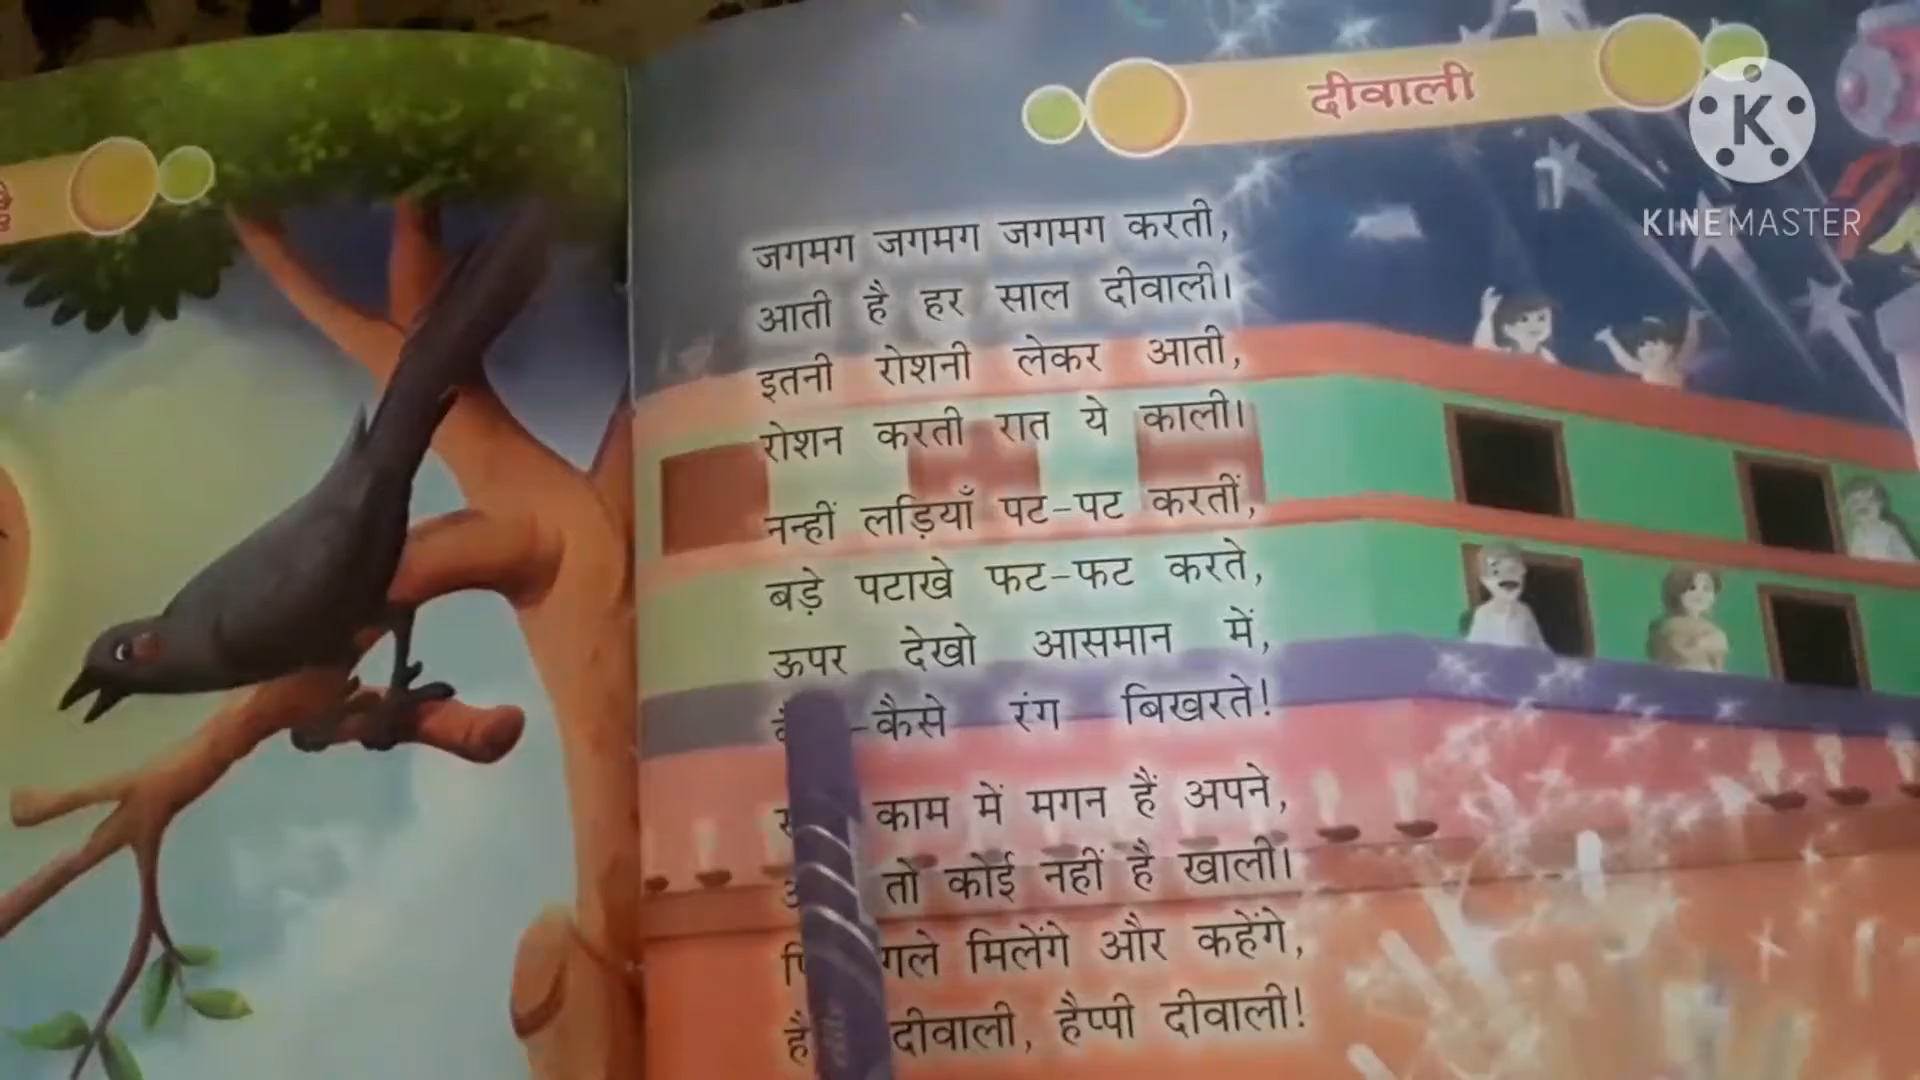 दीवाली
KINEMASTER
जगमग जगमग जगमग करती,
आती है हर साल दीवाली।
इतनी रोशनी लेकर आती,
रोशन करती रात ये काली।
नन्हीं लड़ियाँ पट-पट करतीं,
बड़े पटाखे फट-फट करते,
ऊपर देखो आसमान में,
-कैसे रंग बिखरते!
काम में मगन हैं अपने,
तो कोई नहीं है खाली।
गले मिलेंगे और कहेंगे,
दीवाली, हैप्पी दीवाली!